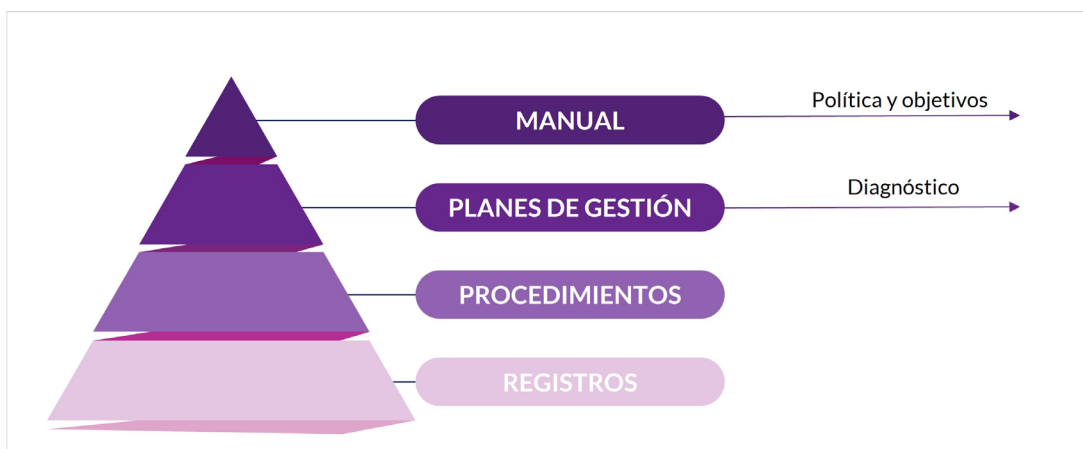 MANUAL
Política y objetivos
PLANES DE GESTIÓN
Diagnóstico
PROCEDIMIENTOS
REGISTROS